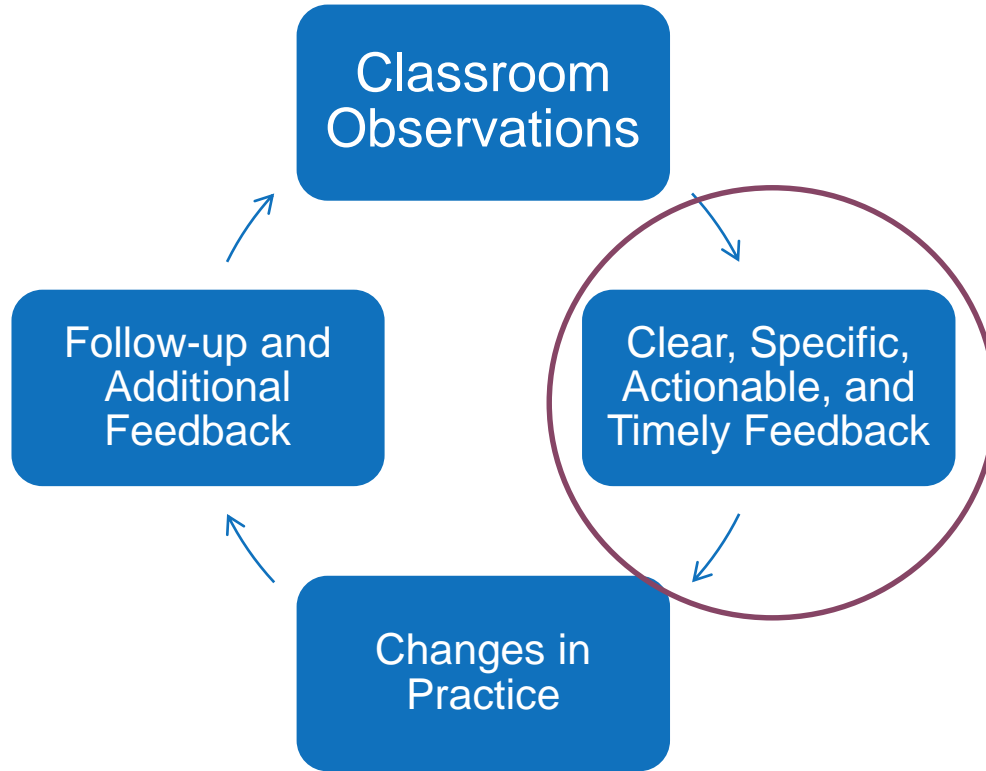 Classroom
Observations
Clear, Specific,
Actionable, and
Timely Feedback
Changes in
Practice
Follow-up and
Additional
Feedback